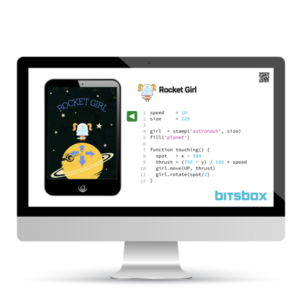 ROCKET GIRL
Rocket Girl
1 speed = 10
2 size = 225
3
4 girl = stamp('astronaut', size)
5 fill('planet')
6
7 function touching() {
8 spot = x - 384
9 thrust = (750 - y) / 100 * speed
10 girl.move(UP, thrust)
11 girl.rotate(spot/2)
12 }
bitsbox